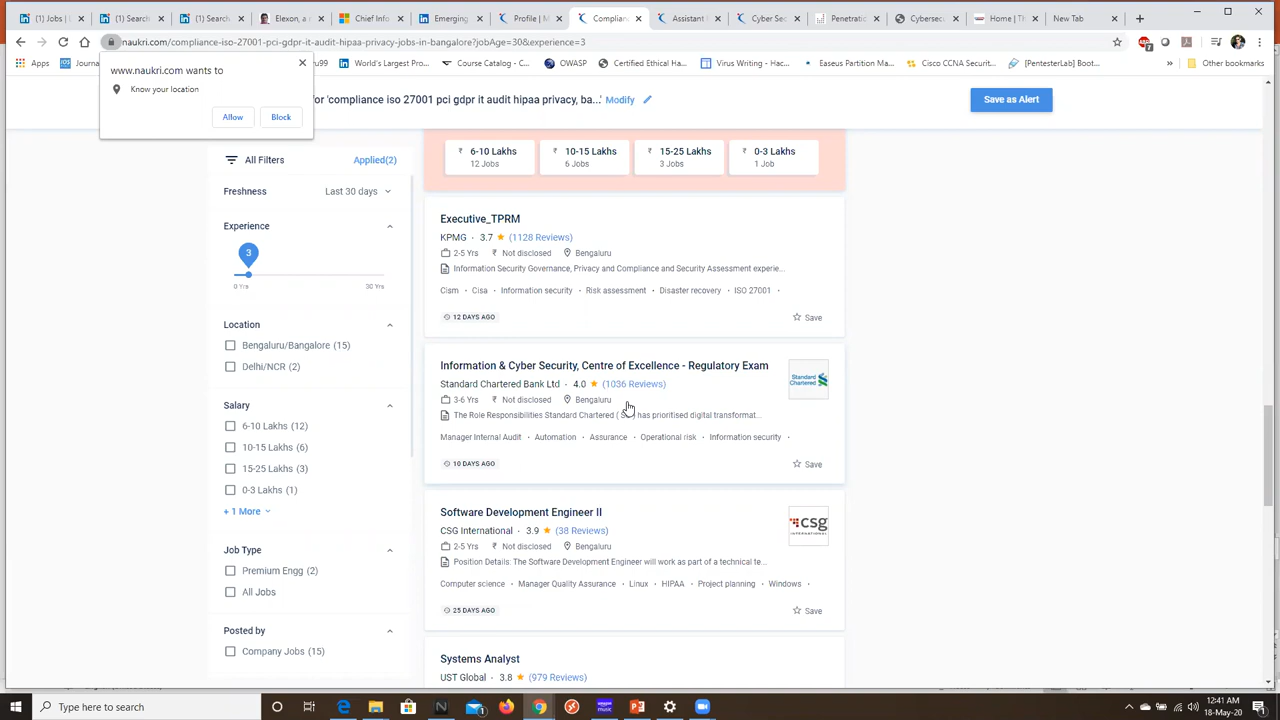 (1) Jobs |
(1) Search
(1) Search
Elexon, a
Chief Info
Emerging
Profile | M
Complian
Assistant
Cyber Sec
Penetratic
Cybersecu
Home | Th
New Tab
naukri.com/compliance-iso-27001-pci-gdpr-it-audit-hipaa-privacy-jobs-in-bangalore?jobAge=30&experience=3
Apps
Journa
uru99
World's Largest Pro...
Course Catalog - C...
OWASP
Certified Ethical Ha...
Virus Writing - Hac...
Easeus Partition Ma...
Cisco CCNA Securit...
[PentesterLab] Boot...
»
Other bookmarks
www.naukri.com wants to
Know your location
Allow
Block
for 'compliance iso 27001 pci gdpr it audit hipaa privacy, ba...'
Modify
Save as Alert
All Filters
Applied(2)
Freshness
Last 30 days
Experience
3
0 Yrs
30 Yrs
Location
Bengaluru/Bangalore (15)
Delhi/NCR (2)
Salary
6-10 Lakhs (12)
10-15 Lakhs (6)
15-25 Lakhs (3)
0-3 Lakhs (1)
+ 1 More
Job Type
Premium Engg (2)
All Jobs
Posted by
Company Jobs (15)
₹ 6-10 Lakhs
12 Jobs
₹ 10-15 Lakhs
6 Jobs
₹ 15-25 Lakhs
3 Jobs
₹ 0-3 Lakhs
1 Job
Executive_TPRM
KPMG · 3.7 ★ (1128 Reviews)
2-5 Yrs ₹ Not disclosed Bengaluru
Information Security Governance, Privacy and Compliance and Security Assessment experie...
Cism · Cisa · Information security · Risk assessment · Disaster recovery · ISO 27001 ·
12 DAYS AGO
Save
Information & Cyber Security, Centre of Excellence - Regulatory Exam
Standard Chartered Bank Ltd · 4.0 ★ (1036 Reviews)
3-6 Yrs ₹ Not disclosed Bengaluru
The Role Responsibilities Standard Chartered ( has prioritised digital transformat...
Manager Internal Audit · Automation · Assurance · Operational risk · Information security ·
10 DAYS AGO
Save
Standard
Chartered
Software Development Engineer II
CSG International · 3.9 ★ (38 Reviews)
2-5 Yrs ₹ Not disclosed Bengaluru
Position Details: The Software Development Engineer will work as part of a technical te...
Computer science · Manager Quality Assurance · Linux · HIPAA · Project planning · Windows ·
25 DAYS AGO
Save
csg
INTERNATIONAL
Systems Analyst
UST Global · 3.8 ★ (979 Reviews)
Type here to search
amazon
music
12:41 AM
18-May-20